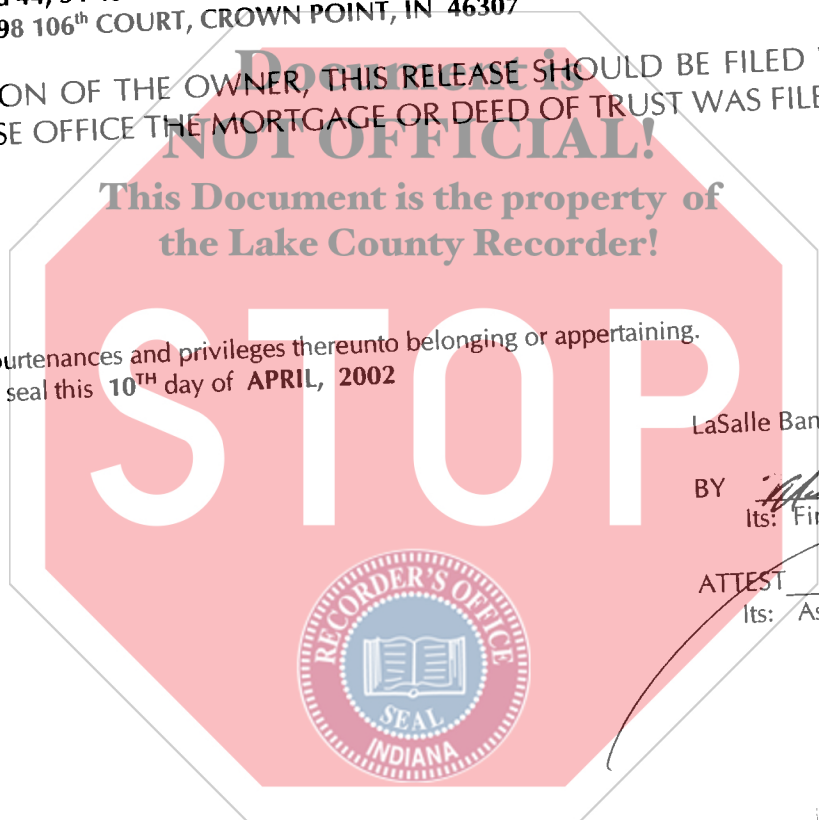 98 106th COURT, CROWN POINT, IN 46307
ON OF THE OWNER, THIS RELEASE SHOULD BE FILED
SE OFFICE THE MORTGAGE OR DEED OF TRUST WAS FILE
Document is
NOT OFFICIAL!
This Document is the property of
the Lake County Recorder!
STOP
urtenances and privileges thereunto belonging or appertaining.
seal this 10TH day of APRIL, 2002
LaSalle Ban
BY
Its: Fir
ATTEST
Its: As
RECORDER'S OFFICE
SEAL
INDIANA